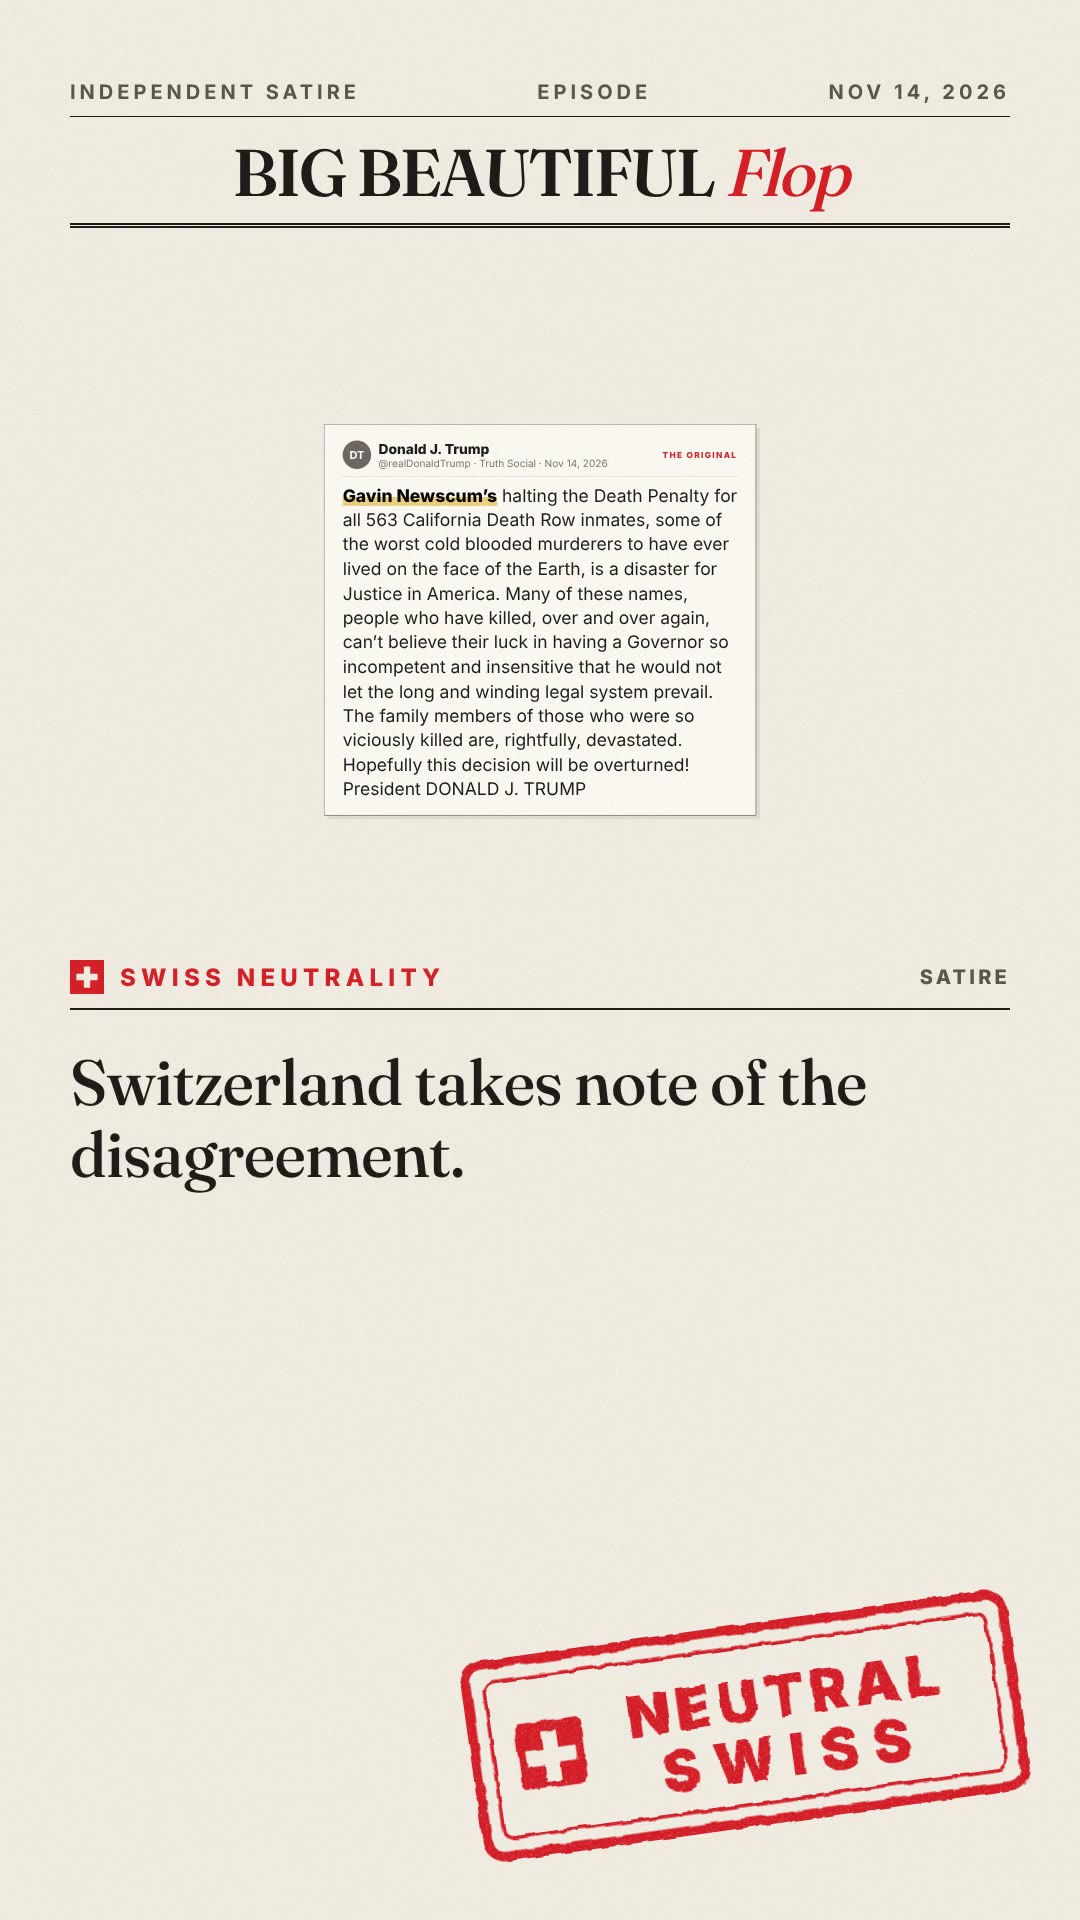 INDEPENDENT SATIRE EPISODE NOV 14, 2026
BIG BEAUTIFUL Flop
DT
Donald J. Trump
@realDonaldTrump · Truth Social · Nov 14, 2026
THE ORIGINAL
Gavin Newscum’s halting the Death Penalty for
all 563 California Death Row inmates, some of
the worst cold blooded murderers to have ever
lived on the face of the Earth, is a disaster for
Justice in America. Many of these names,
people who have killed, over and over again,
can’t believe their luck in having a Governor so
incompetent and insensitive that he would not
let the long and winding legal system prevail.
The family members of those who were so
viciously killed are, rightfully, devastated.
Hopefully this decision will be overturned!
President DONALD J. TRUMP
SWISS NEUTRALITY SATIRE
Switzerland takes note of the
disagreement.
NEUTRAL
SWISS